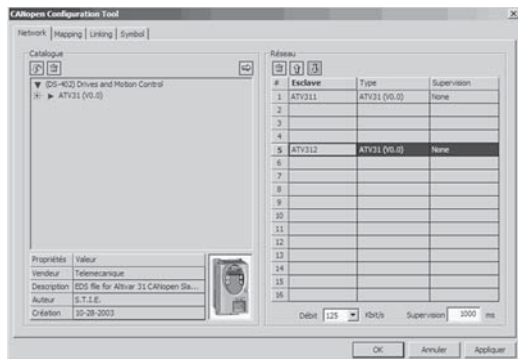 CANopen Configuration Tool
Network Mapping Linking Symbol
Catalogue
(DS-402) Drives and Motion Control
ATV31 (V0.0)
Propriétés Valeur
Vendeur Telemecanique
Description EDS file for Altivar 31 CANopen Sla...
Auteur S.T.I.E.
Création 10-28-2003
Réseau
# Esclave Type Supervision
1 ATV311 ATV31 (V0.0) None
2
3
4
5 ATV312 ATV31 (V0.0) None
6
7
8
9
10
11
12
13
14
15
16
Débit 125 Kbit/s Supervision 1000 ms
OK Annuler Appliquer